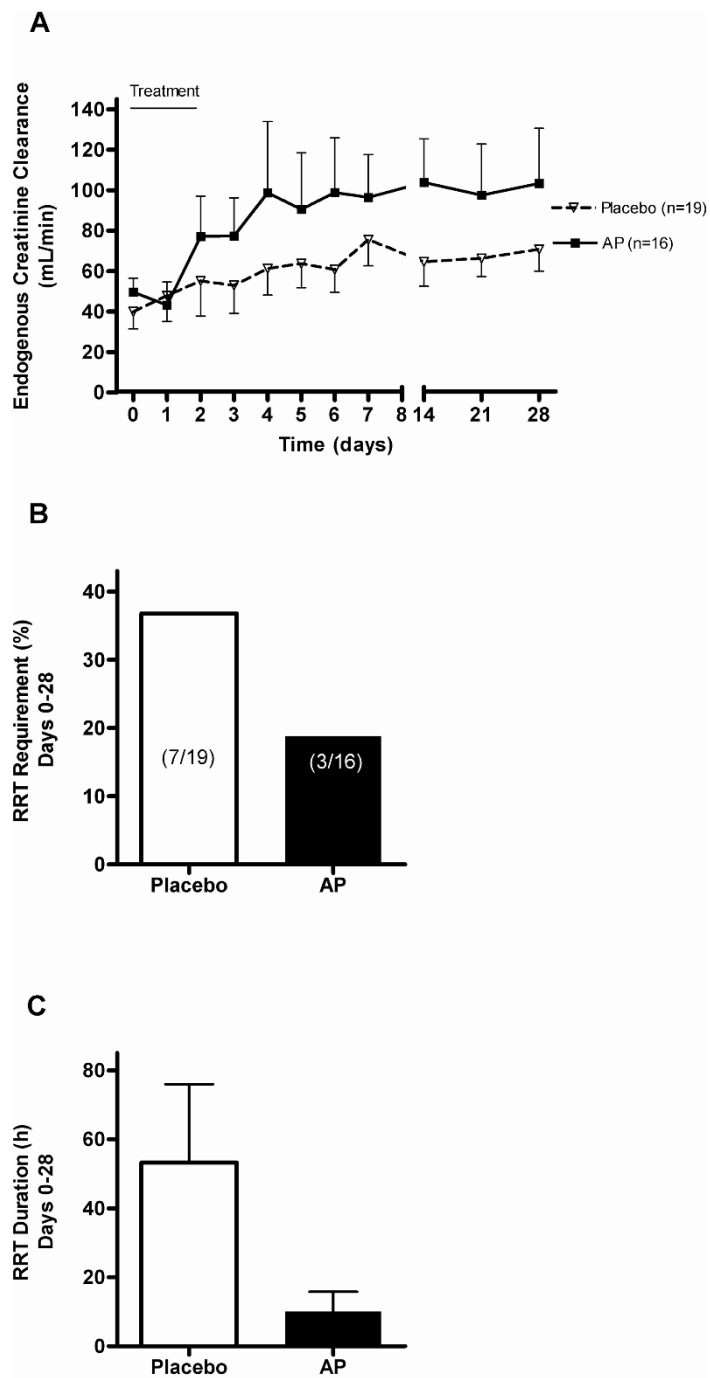 A
Treatment
Endogenous Creatinine Clearance
(mL/min)
140
120
100
80
60
40
20
0
0 1 2 3 4 5 6 7 8 14 21 28
Time (days)
Placebo (n=19)
AP (n=16)
B
RRT Requirement (%)
Days 0-28
40
30
20
10
0
(7/19)
(3/16)
Placebo AP
C
RRT Duration (h)
Days 0-28
80
60
40
20
0
Placebo AP